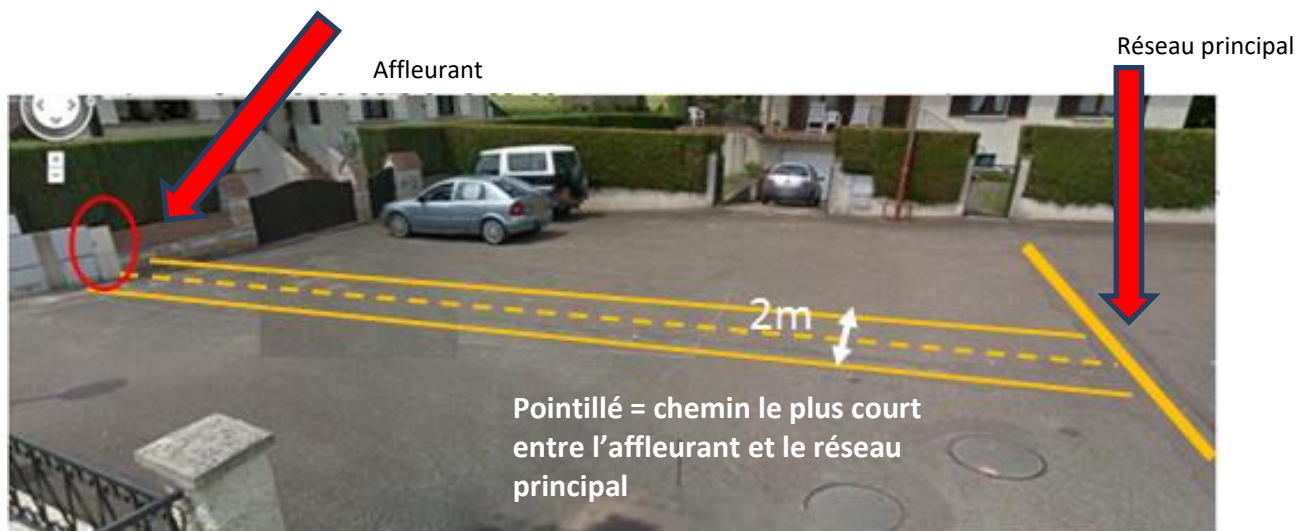 Affleurant
Réseau principal
2m
Pointillé = chemin le plus court
entre l'affleurant et le réseau
principal